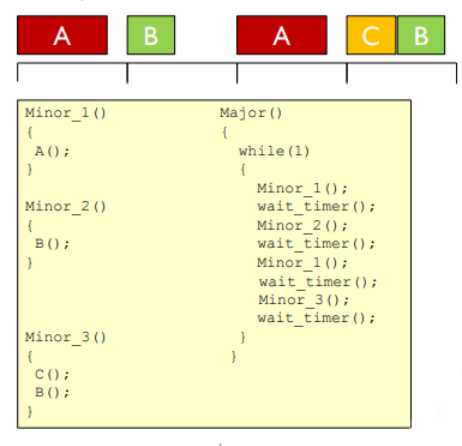 A B A C B
Minor_1()
{
A();
}
Minor_2()
{
B();
}
Minor_3()
{
C();
B();
}
Major()
{
while(1)
{
Minor_1();
wait_timer();
Minor_2();
wait_timer();
Minor_1();
wait_timer();
Minor_3();
wait_timer();
}
}